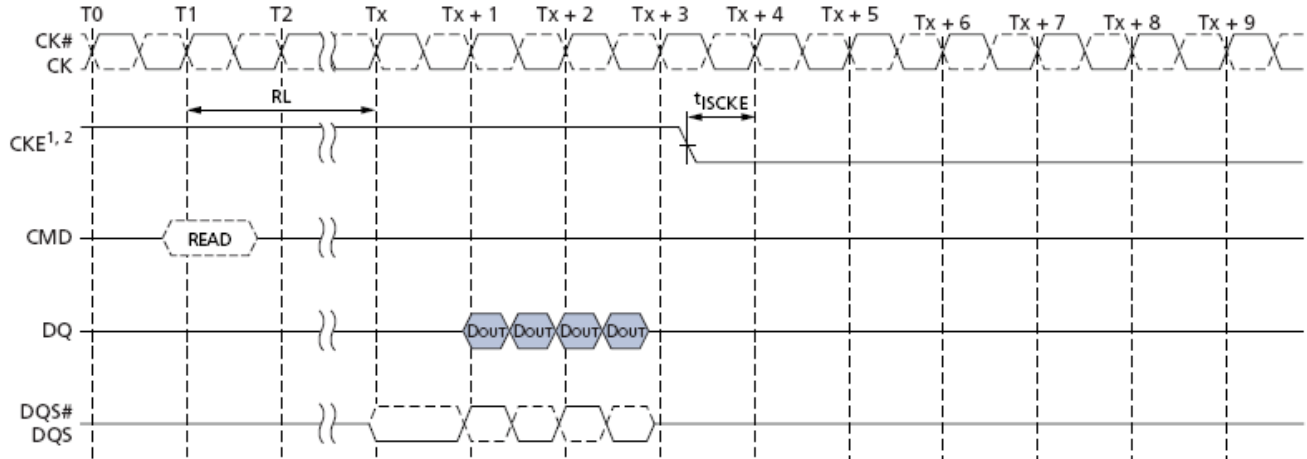 T0 T1 T2 Tx Tx + 1 Tx + 2 Tx + 3 Tx + 4 Tx + 5 Tx + 6 Tx + 7 Tx + 8 Tx + 9
CK#
CK
RL tISCKE
CKE1, 2
CMD READ
DQ DOUT DOUT DOUT DOUT
DQS#
DQS